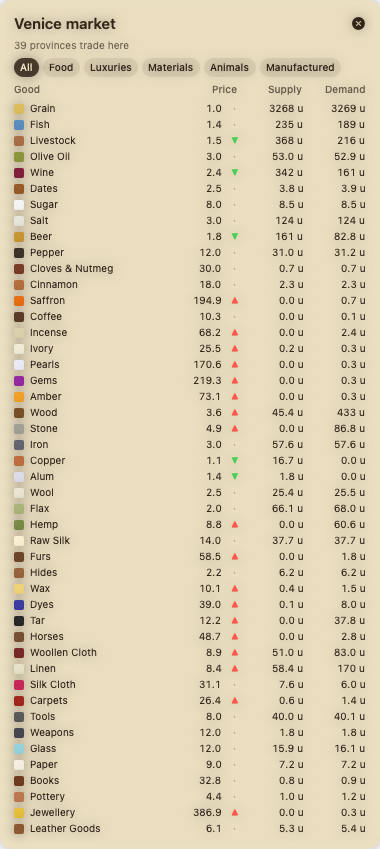 Venice market
39 provinces trade here
All Food Luxuries Materials Animals Manufactured
Good Price Supply Demand
Grain 1.0 · 3268 u 3269 u
Fish 1.4 · 235 u 189 u
Livestock 1.5 ▼ 368 u 216 u
Olive Oil 3.0 · 53.0 u 52.9 u
Wine 2.4 ▼ 342 u 161 u
Dates 2.5 · 3.8 u 3.9 u
Sugar 8.0 · 8.5 u 8.5 u
Salt 3.0 · 124 u 124 u
Beer 1.8 ▼ 161 u 82.8 u
Pepper 12.0 · 31.0 u 31.2 u
Cloves & Nutmeg 30.0 · 0.7 u 0.7 u
Cinnamon 18.0 · 2.3 u 2.3 u
Saffron 194.9 ▲ 0.0 u 0.7 u
Coffee 10.3 · 0.0 u 0.1 u
Incense 68.2 ▲ 0.0 u 2.4 u
Ivory 25.5 ▲ 0.2 u 0.3 u
Pearls 170.6 ▲ 0.0 u 0.3 u
Gems 219.3 ▲ 0.0 u 0.3 u
Amber 73.1 ▲ 0.0 u 0.3 u
Wood 3.6 ▲ 45.4 u 433 u
Stone 4.9 ▲ 0.0 u 86.8 u
Iron 3.0 · 57.6 u 57.6 u
Copper 1.1 ▼ 16.7 u 0.0 u
Alum 1.4 ▼ 1.8 u 0.0 u
Wool 2.5 · 25.4 u 25.5 u
Flax 2.0 · 66.1 u 68.0 u
Hemp 8.8 ▲ 0.0 u 60.6 u
Raw Silk 14.0 · 37.7 u 37.7 u
Furs 58.5 ▲ 0.0 u 1.8 u
Hides 2.2 · 6.2 u 6.2 u
Wax 10.1 ▲ 0.4 u 1.5 u
Dyes 39.0 ▲ 0.1 u 8.0 u
Tar 12.2 ▲ 0.0 u 37.8 u
Horses 48.7 ▲ 0.0 u 2.8 u
Woollen Cloth 8.9 ▲ 51.0 u 83.0 u
Linen 8.4 ▲ 58.4 u 170 u
Silk Cloth 31.1 · 7.6 u 6.0 u
Carpets 26.4 ▲ 0.6 u 1.4 u
Tools 8.0 · 40.0 u 40.1 u
Weapons 12.0 · 1.8 u 1.8 u
Glass 12.0 · 15.9 u 16.1 u
Paper 9.0 · 7.2 u 7.2 u
Books 32.8 · 0.8 u 0.9 u
Pottery 4.4 · 1.0 u 1.2 u
Jewellery 386.9 ▲ 0.0 u 0.3 u
Leather Goods 6.1 · 5.3 u 5.4 u